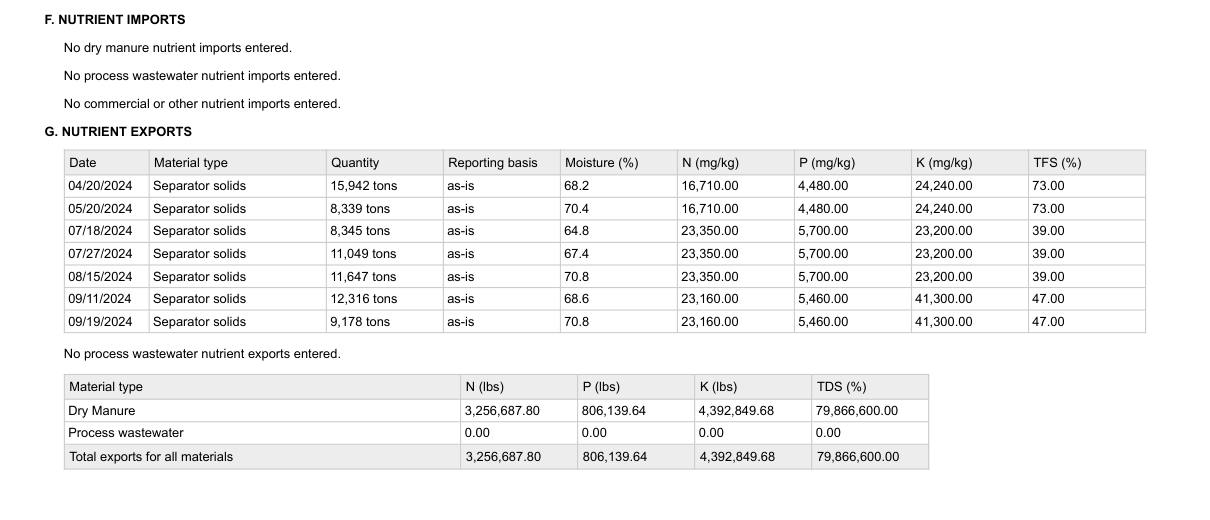 F. NUTRIENT IMPORTS
No dry manure nutrient imports entered.
No process wastewater nutrient imports entered.
No commercial or other nutrient imports entered.
G. NUTRIENT EXPORTS
Date Material type Quantity Reporting basis Moisture (%) N (mg/kg) P (mg/kg) K (mg/kg) TFS (%)
04/20/2024 Separator solids 15,942 tons as-is 68.2 16,710.00 4,480.00 24,240.00 73.00
05/20/2024 Separator solids 8,339 tons as-is 70.4 16,710.00 4,480.00 24,240.00 73.00
07/18/2024 Separator solids 8,345 tons as-is 64.8 23,350.00 5,700.00 23,200.00 39.00
07/27/2024 Separator solids 11,049 tons as-is 67.4 23,350.00 5,700.00 23,200.00 39.00
08/15/2024 Separator solids 11,647 tons as-is 70.8 23,350.00 5,700.00 23,200.00 39.00
09/11/2024 Separator solids 12,316 tons as-is 68.6 23,160.00 5,460.00 41,300.00 47.00
09/19/2024 Separator solids 9,178 tons as-is 70.8 23,160.00 5,460.00 41,300.00 47.00
No process wastewater nutrient exports entered.
Material type N (lbs) P (lbs) K (lbs) TDS (%)
Dry Manure 3,256,687.80 806,139.64 4,392,849.68 79,866,600.00
Process wastewater 0.00 0.00 0.00 0.00
Total exports for all materials 3,256,687.80 806,139.64 4,392,849.68 79,866,600.00